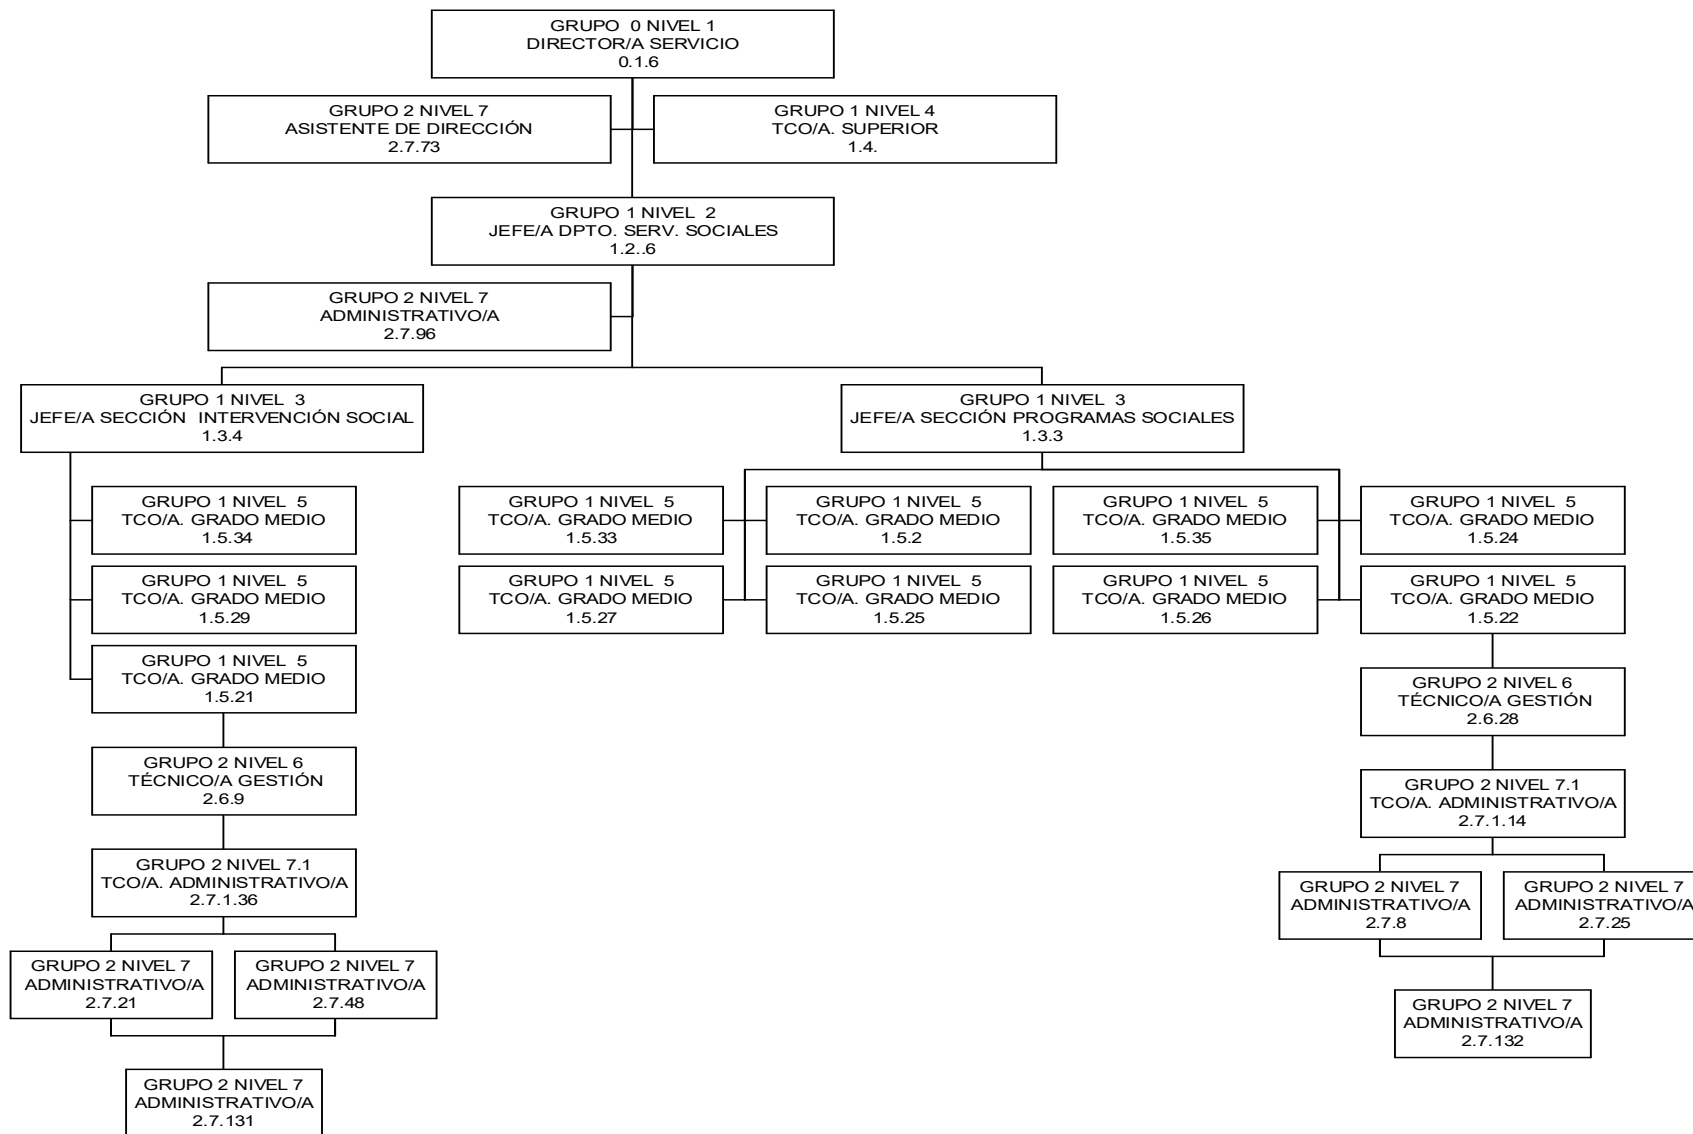 GRUPO 0 NIVEL 1
DIRECTOR/A SERVICIO
0.1.6
GRUPO 2 NIVEL 7
ASISTENTE DE DIRECCIÓN
2.7.73
GRUPO 1 NIVEL 4
TCO/A. SUPERIOR
1.4.
GRUPO 1 NIVEL 2
JEFE/A DPTO. SERV. SOCIALES
1.2..6
GRUPO 2 NIVEL 7
ADMINISTRATIVO/A
2.7.96
GRUPO 1 NIVEL 3
JEFE/A SECCIÓN INTERVENCIÓN SOCIAL
1.3.4
GRUPO 1 NIVEL 3
JEFE/A SECCIÓN PROGRAMAS SOCIALES
1.3.3
GRUPO 1 NIVEL 5
TCO/A. GRADO MEDIO
1.5.34
GRUPO 1 NIVEL 5
TCO/A. GRADO MEDIO
1.5.33
GRUPO 1 NIVEL 5
TCO/A. GRADO MEDIO
1.5.2
GRUPO 1 NIVEL 5
TCO/A. GRADO MEDIO
1.5.35
GRUPO 1 NIVEL 5
TCO/A. GRADO MEDIO
1.5.24
GRUPO 1 NIVEL 5
TCO/A. GRADO MEDIO
1.5.29
GRUPO 1 NIVEL 5
TCO/A. GRADO MEDIO
1.5.27
GRUPO 1 NIVEL 5
TCO/A. GRADO MEDIO
1.5.25
GRUPO 1 NIVEL 5
TCO/A. GRADO MEDIO
1.5.26
GRUPO 1 NIVEL 5
TCO/A. GRADO MEDIO
1.5.22
GRUPO 1 NIVEL 5
TCO/A. GRADO MEDIO
1.5.21
GRUPO 2 NIVEL 6
TÉCNICO/A GESTIÓN
2.6.28
GRUPO 2 NIVEL 6
TÉCNICO/A GESTIÓN
2.6.9
GRUPO 2 NIVEL 7.1
TCO/A. ADMINISTRATIVO/A
2.7.1.14
GRUPO 2 NIVEL 7.1
TCO/A. ADMINISTRATIVO/A
2.7.1.36
GRUPO 2 NIVEL 7
ADMINISTRATIVO/A
2.7.8
GRUPO 2 NIVEL 7
ADMINISTRATIVO/A
2.7.25
GRUPO 2 NIVEL 7
ADMINISTRATIVO/A
2.7.21
GRUPO 2 NIVEL 7
ADMINISTRATIVO/A
2.7.48
GRUPO 2 NIVEL 7
ADMINISTRATIVO/A
2.7.132
GRUPO 2 NIVEL 7
ADMINISTRATIVO/A
2.7.131